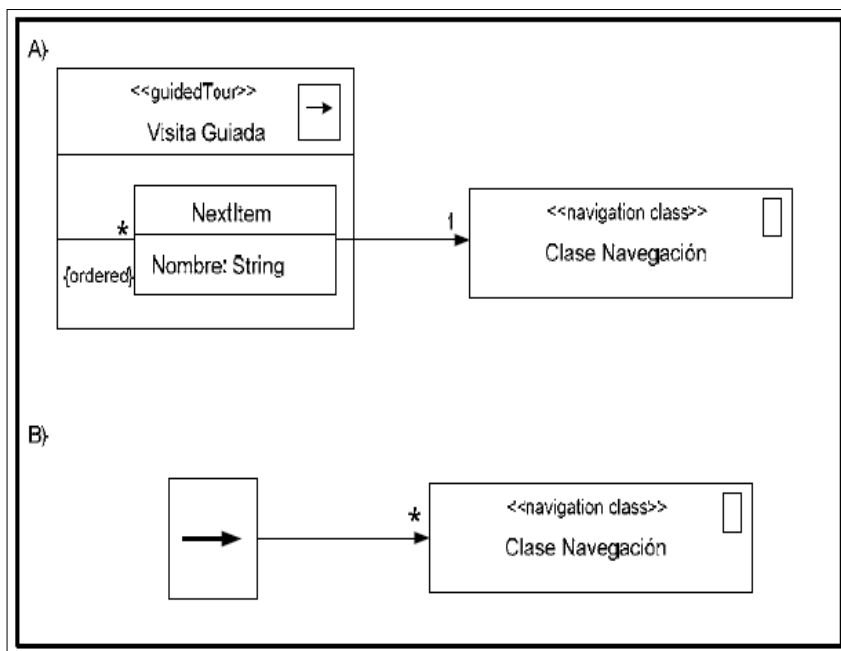 A)
<<guidedTour>>
Visita Guiada
NextItem
*
{ordered}
Nombre: String
1
<<navigation class>>
Clase Navegación
B)
*
<<navigation class>>
Clase Navegación